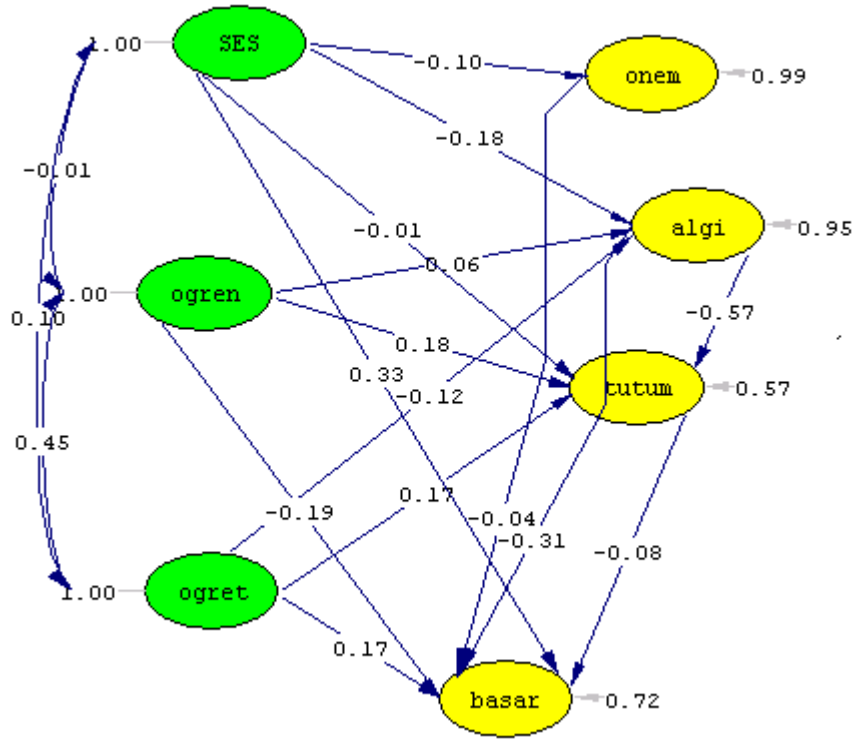 1.00 SES onem 0.99
-0.10
-0.18
-0.01
-0.01
algi 0.95
0.06
.00 ogren
-0.57
0.10
0.18
0.33
-0.12
tutum 0.57
0.45
0.17
-0.19
-0.04
-0.31
-0.08
1.00 ogret
0.17
basar 0.72